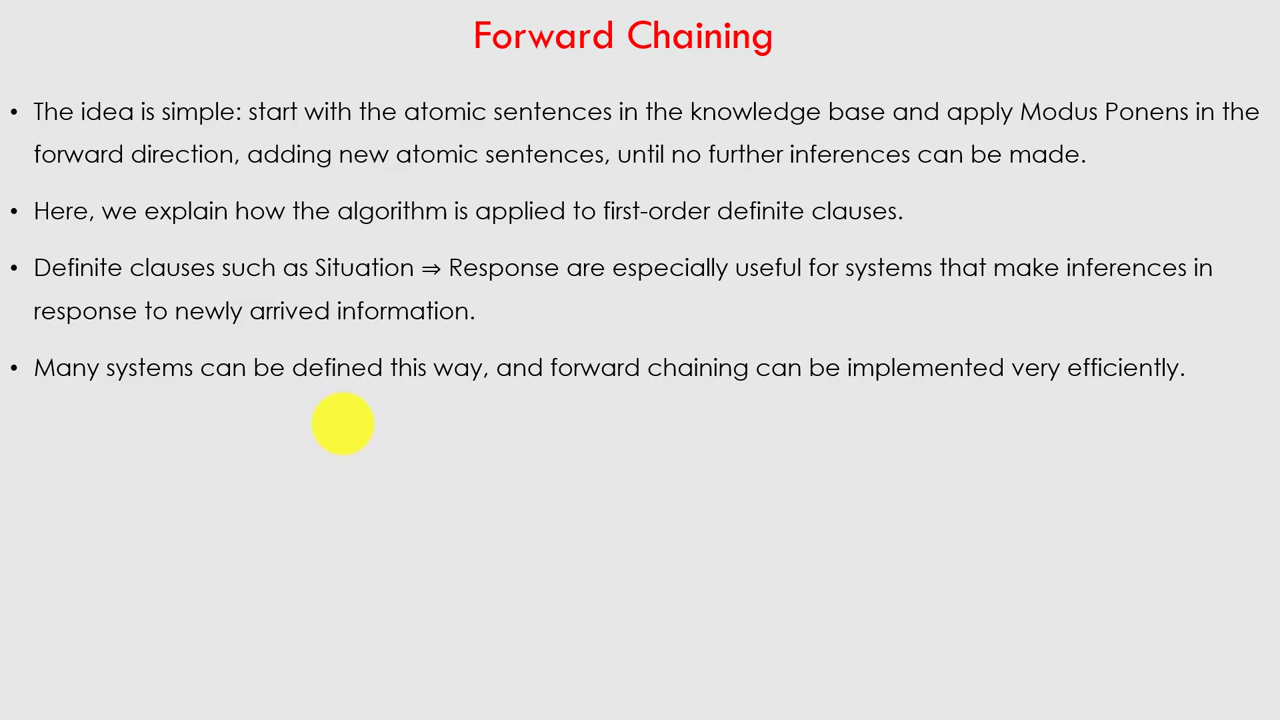 Forward Chaining
• The idea is simple: start with the atomic sentences in the knowledge base and apply Modus Ponens in the
forward direction, adding new atomic sentences, until no further inferences can be made.
• Here, we explain how the algorithm is applied to first-order definite clauses.
• Definite clauses such as Situation ⇒ Response are especially useful for systems that make inferences in
response to newly arrived information.
• Many systems can be defined this way, and forward chaining can be implemented very efficiently.